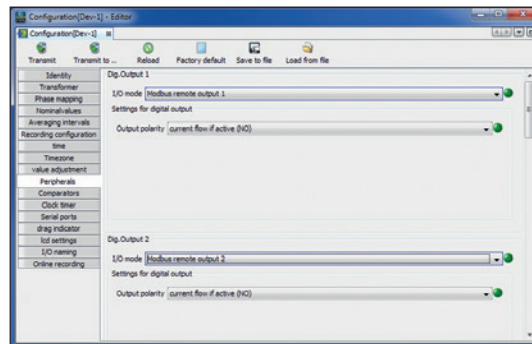 Configuration[Dev-1] - Editor
Configuration[Dev-1]
Transmit
Transmit to ...
Reload
Factory default
Save to file
Load from file
Identity
Transformer
Phase mapping
Nominalvalues
Averaging intervals
Recording configuration
time
Timezone
value adjustment
Peripherals
Comparators
Clock timer
Serial ports
drag indicator
lcd settings
I/O naming
Online recording
Dig.Output 1
I/O mode Modbus remote output 1
Settings for digital output
Output polarity current flow if active (NO)
Dig.Output 2
I/O mode Modbus remote output 2
Settings for digital output
Output polarity current flow if active (NO)